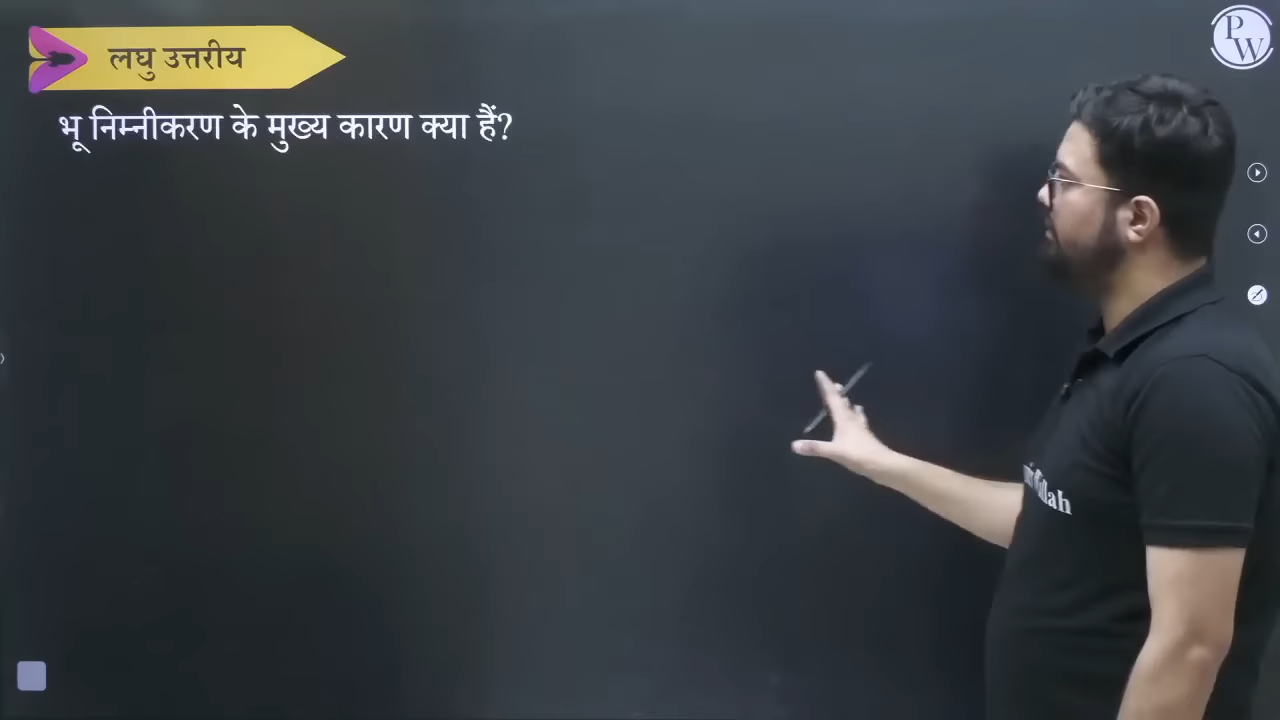 लघु उत्तरीय
PW
भू निम्नीकरण के मुख्य कारण क्या हैं?